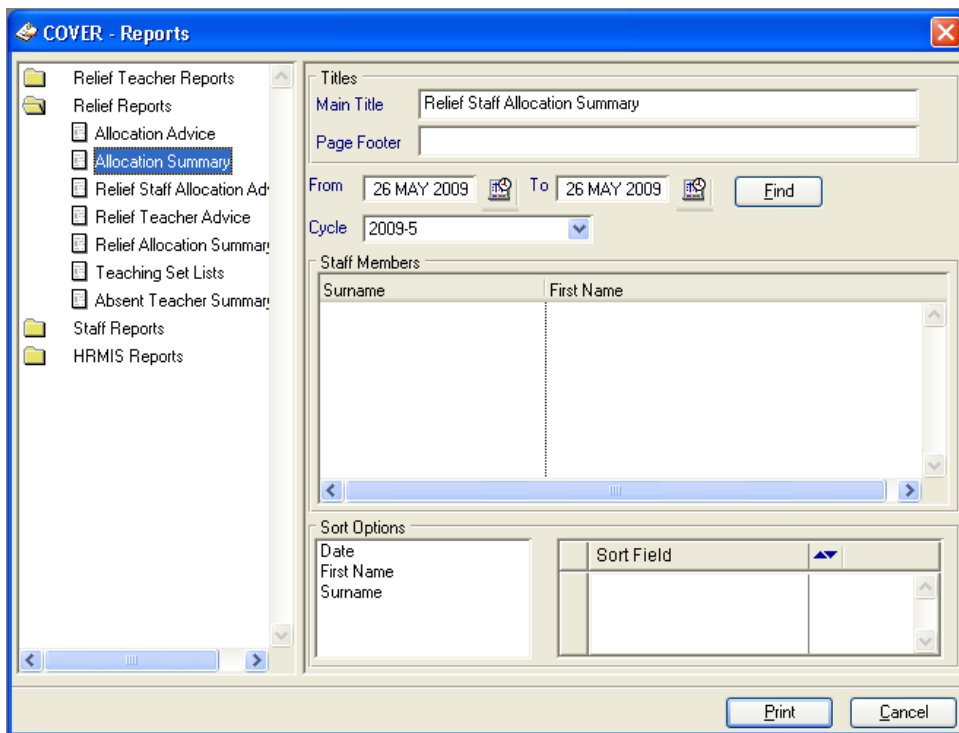 COVER - Reports
Relief Teacher Reports
Relief Reports
Allocation Advice
Allocation Summary
Relief Staff Allocation Adv
Relief Teacher Advice
Relief Allocation Summary
Teaching Set Lists
Absent Teacher Summary
Staff Reports
HRMIS Reports
Titles
Main Title Relief Staff Allocation Summary
Page Footer
From 26 MAY 2009 To 26 MAY 2009 Find
Cycle 2009-5
Staff Members
Surname First Name
Sort Options
Date
First Name
Surname
Sort Field
Print Cancel